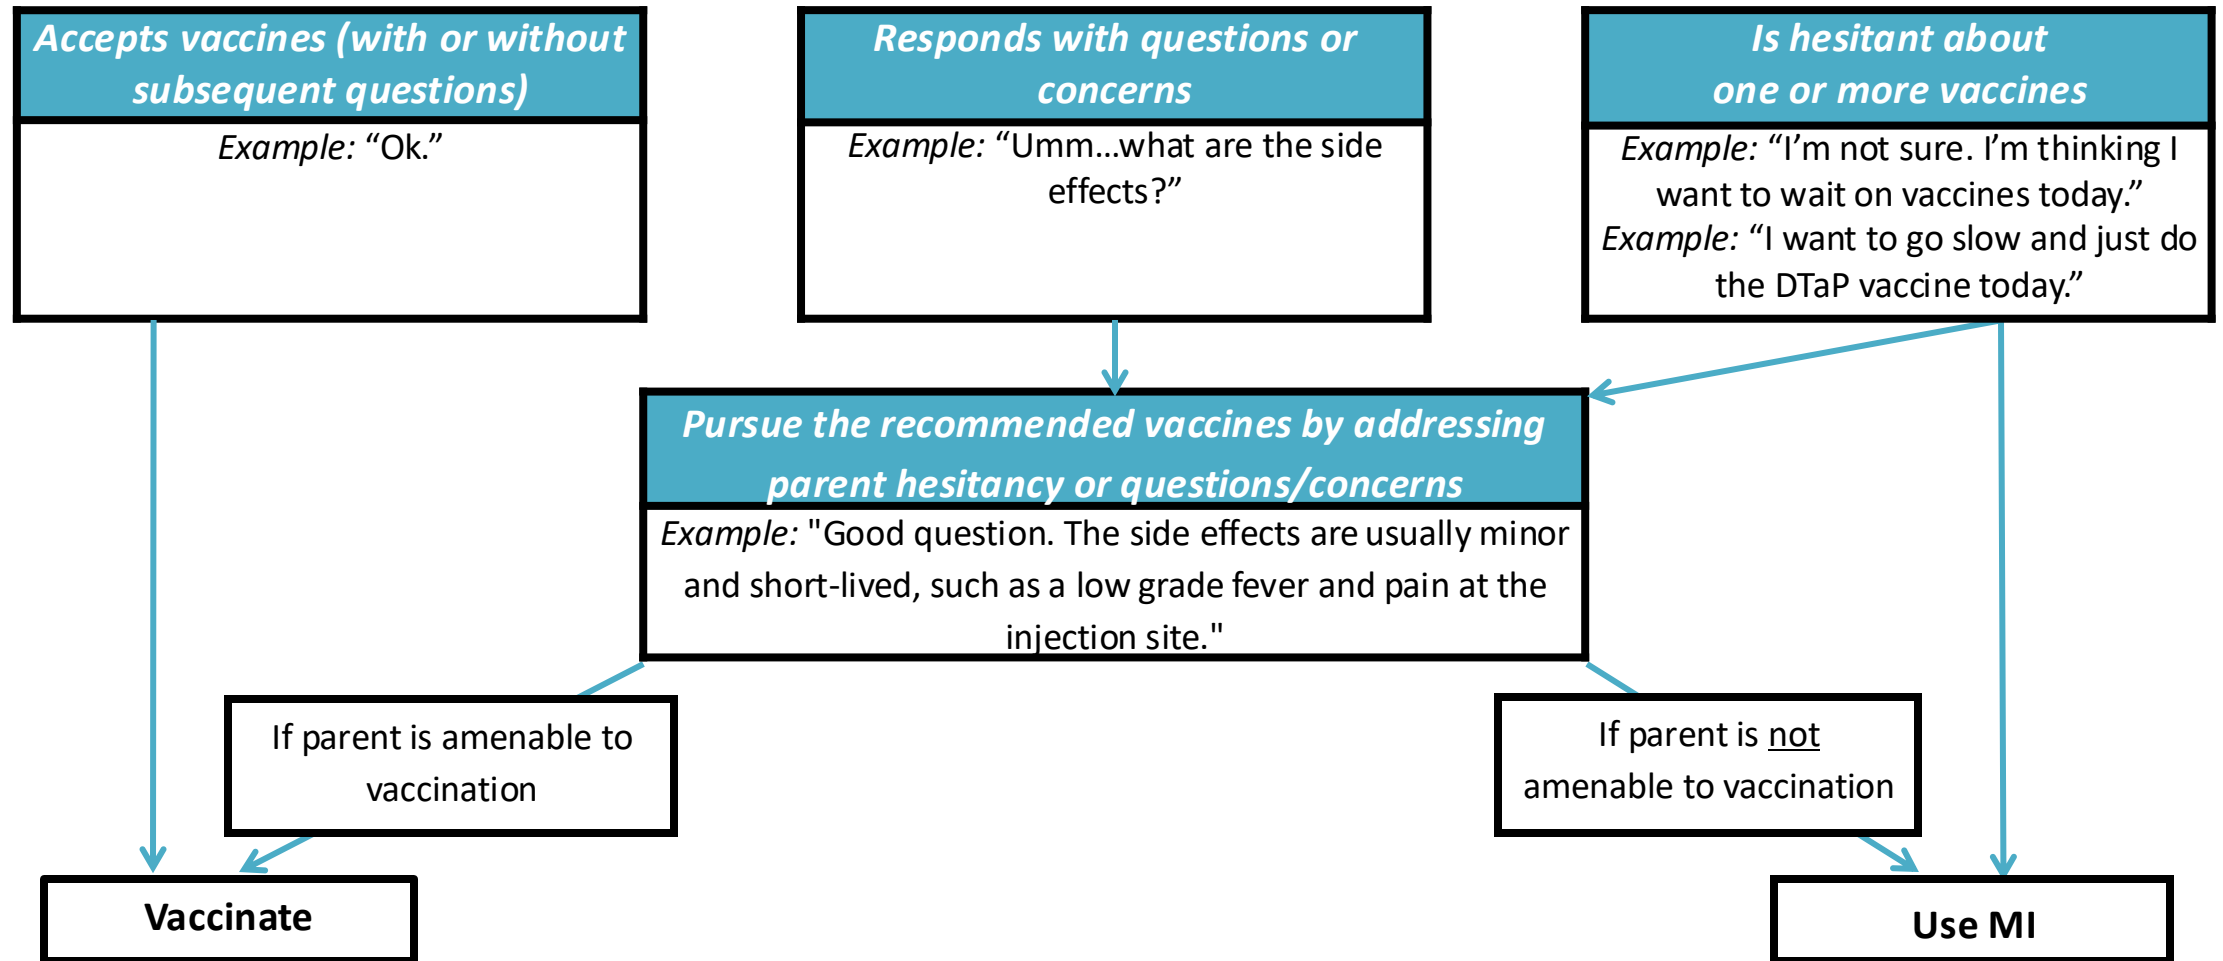 Accepts vaccines (with or without
subsequent questions)
Example: “Ok.”
Responds with questions or
concerns
Example: “Umm...what are the side
effects?”
Is hesitant about
one or more vaccines
Example: “I’m not sure. I’m thinking I
want to wait on vaccines today.”
Example: “I want to go slow and just do
the DTaP vaccine today.”
Pursue the recommended vaccines by addressing
parent hesitancy or questions/concerns
Example: "Good question. The side effects are usually minor
and short-lived, such as a low grade fever and pain at the
injection site."
If parent is amenable to
vaccination
If parent is not
amenable to vaccination
Vaccinate
Use MI